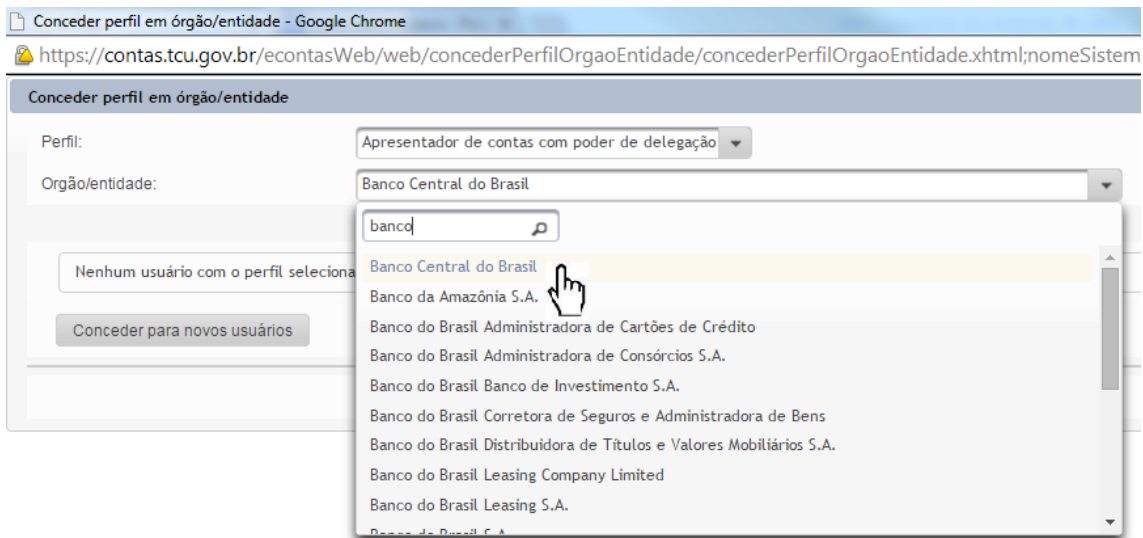 Conceder perfil em órgão/entidade - Google Chrome
https://contas.tcu.gov.br/econtasWeb/web/concederPerfilOrgaoEntidade/concederPerfilOrgaoEntidade.xhtml;nomeSistem
Conceder perfil em órgão/entidade
Perfil: Apresentador de contas com poder de delegação
Orgão/entidade: Banco Central do Brasil
banco
Banco Central do Brasil
Nenhum usuário com o perfil seleciona
Banco da Amazônia S.A.
Conceder para novos usuários
Banco do Brasil Administradora de Cartões de Crédito
Banco do Brasil Administradora de Consórcios S.A.
Banco do Brasil Banco de Investimento S.A.
Banco do Brasil Corretora de Seguros e Administradora de Bens
Banco do Brasil Distribuidora de Títulos e Valores Mobiliários S.A.
Banco do Brasil Leasing Company Limited
Banco do Brasil Leasing S.A.
Banco do Brasil S.A.